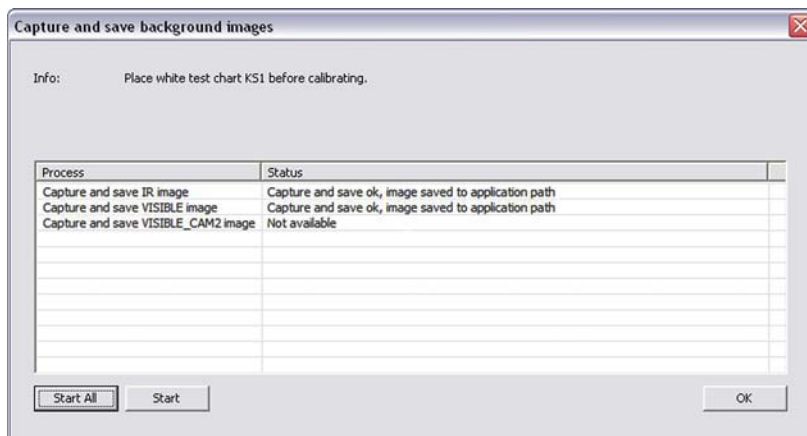 Capture and save background images
Info: Place white test chart KS1 before calibrating.
Process Status
Capture and save IR image Capture and save ok, image saved to application path
Capture and save VISIBLE image Capture and save ok, image saved to application path
Capture and save VISIBLE_CAM2 image Not available
Start All Start OK